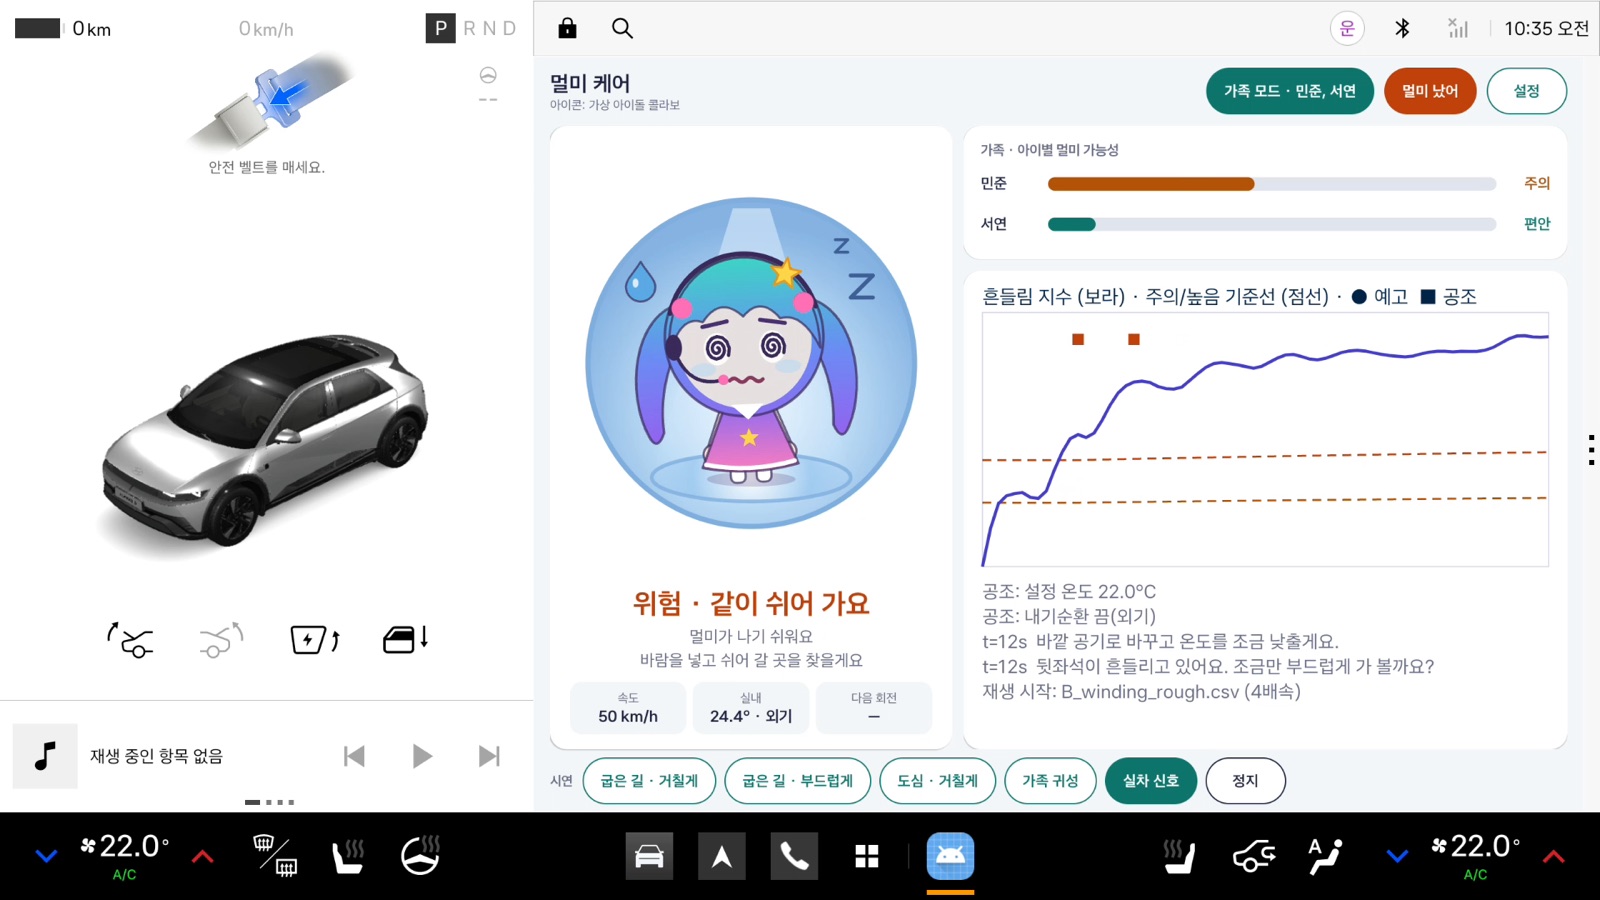 0 km
0 km/h
P R N D
운
10:35 오전
안전 벨트를 매세요.
멀미 케어
아이콘: 가상 아이돌 콜라보
가족 모드 · 민준, 서연
멀미 났어
설정
z
Z
가족 · 아이별 멀미 가능성
민준
주의
서연
편안
흔들림 지수 (보라) · 주의/높음 기준선 (점선) · ● 예고 ■ 공조
위험 · 같이 쉬어 가요
멀미가 나기 쉬워요
바람을 넣고 쉬어 갈 곳을 찾을게요
속도
50 km/h
실내
24.4° · 외기
다음 회전
—
공조: 설정 온도 22.0°C
공조: 내기순환 끔(외기)
t=12s 바깥 공기로 바꾸고 온도를 조금 낮출게요.
t=12s 뒷좌석이 흔들리고 있어요. 조금만 부드럽게 가 볼까요?
재생 시작: B_winding_rough.csv (4배속)
재생 중인 항목 없음
시연
굽은 길 · 거칠게
굽은 길 · 부드럽게
도심 · 거칠게
가족 귀성
실차 신호
정지
22.0°
A/C
A
22.0°
A/C